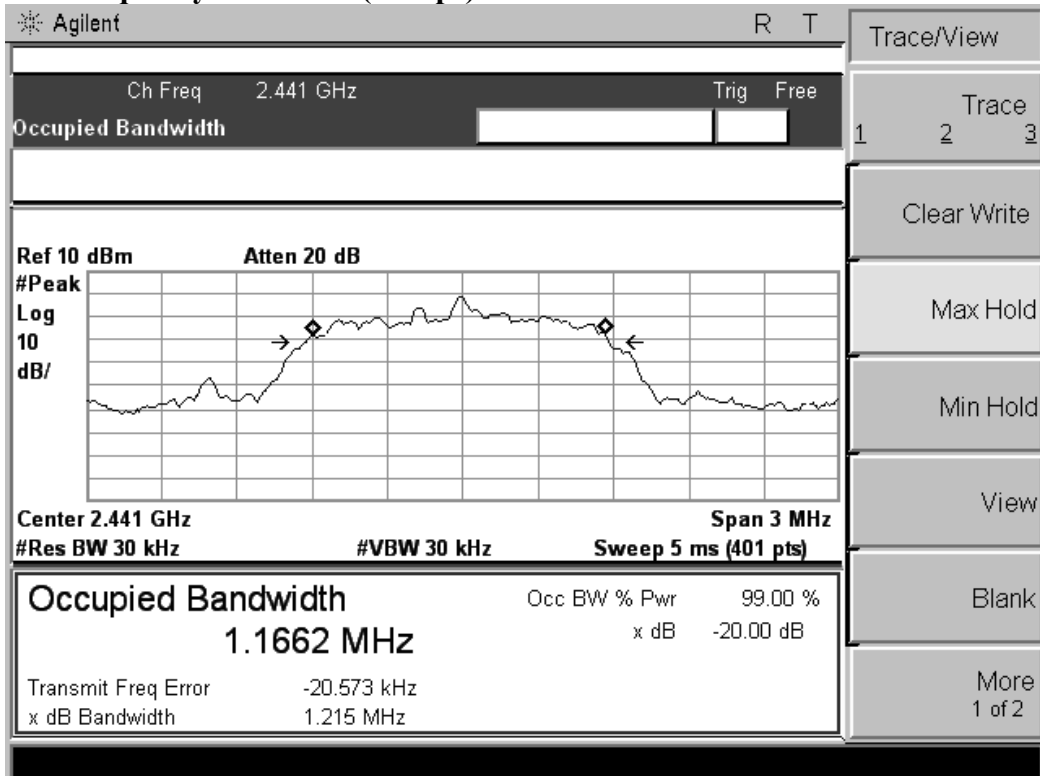 Agilent
R T
Ch Freq 2.441 GHz Trig Free
Occupied Bandwidth
Ref 10 dBm Atten 20 dB
#Peak
Log
10
dB/
Center 2.441 GHz Span 3 MHz
#Res BW 30 kHz #VBW 30 kHz Sweep 5 ms (401 pts)
Occupied Bandwidth
1.1662 MHz
Occ BW % Pwr 99.00 %
x dB -20.00 dB
Transmit Freq Error -20.573 kHz
x dB Bandwidth 1.215 MHz
Trace/View
Trace
1 2 3
Clear Write
Max Hold
Min Hold
View
Blank
More
1 of 2